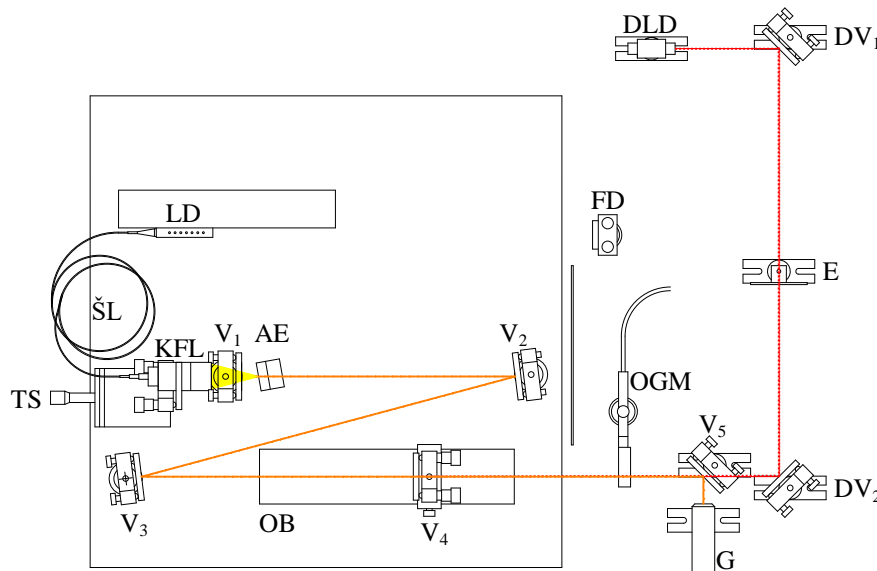 DLD
DV₁
LD
FD
E
ŠL
KFL
V₁
AE
V₂
TS
OGM
V₅
V₃
OB
V₄
DV₂
G